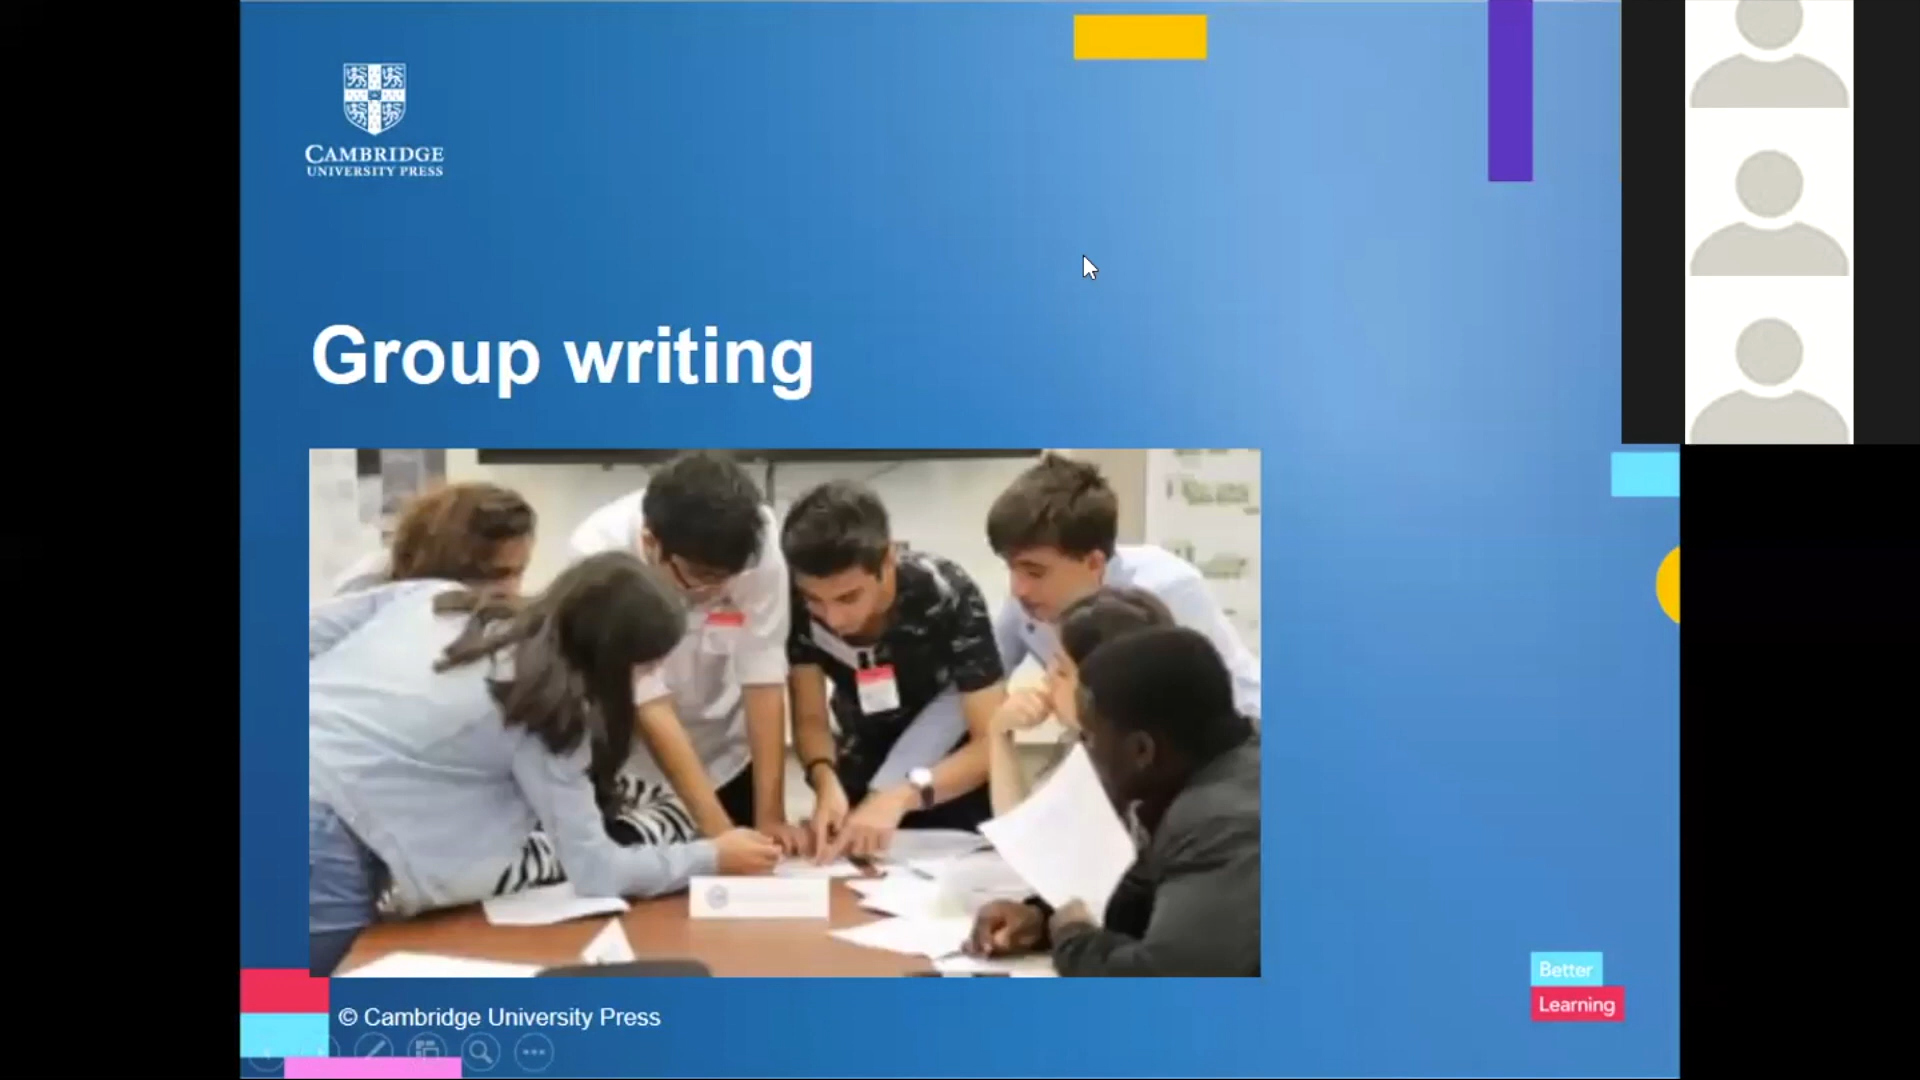 CAMBRIDGE
UNIVERSITY PRESS
Group writing
© Cambridge University Press
Better
Learning